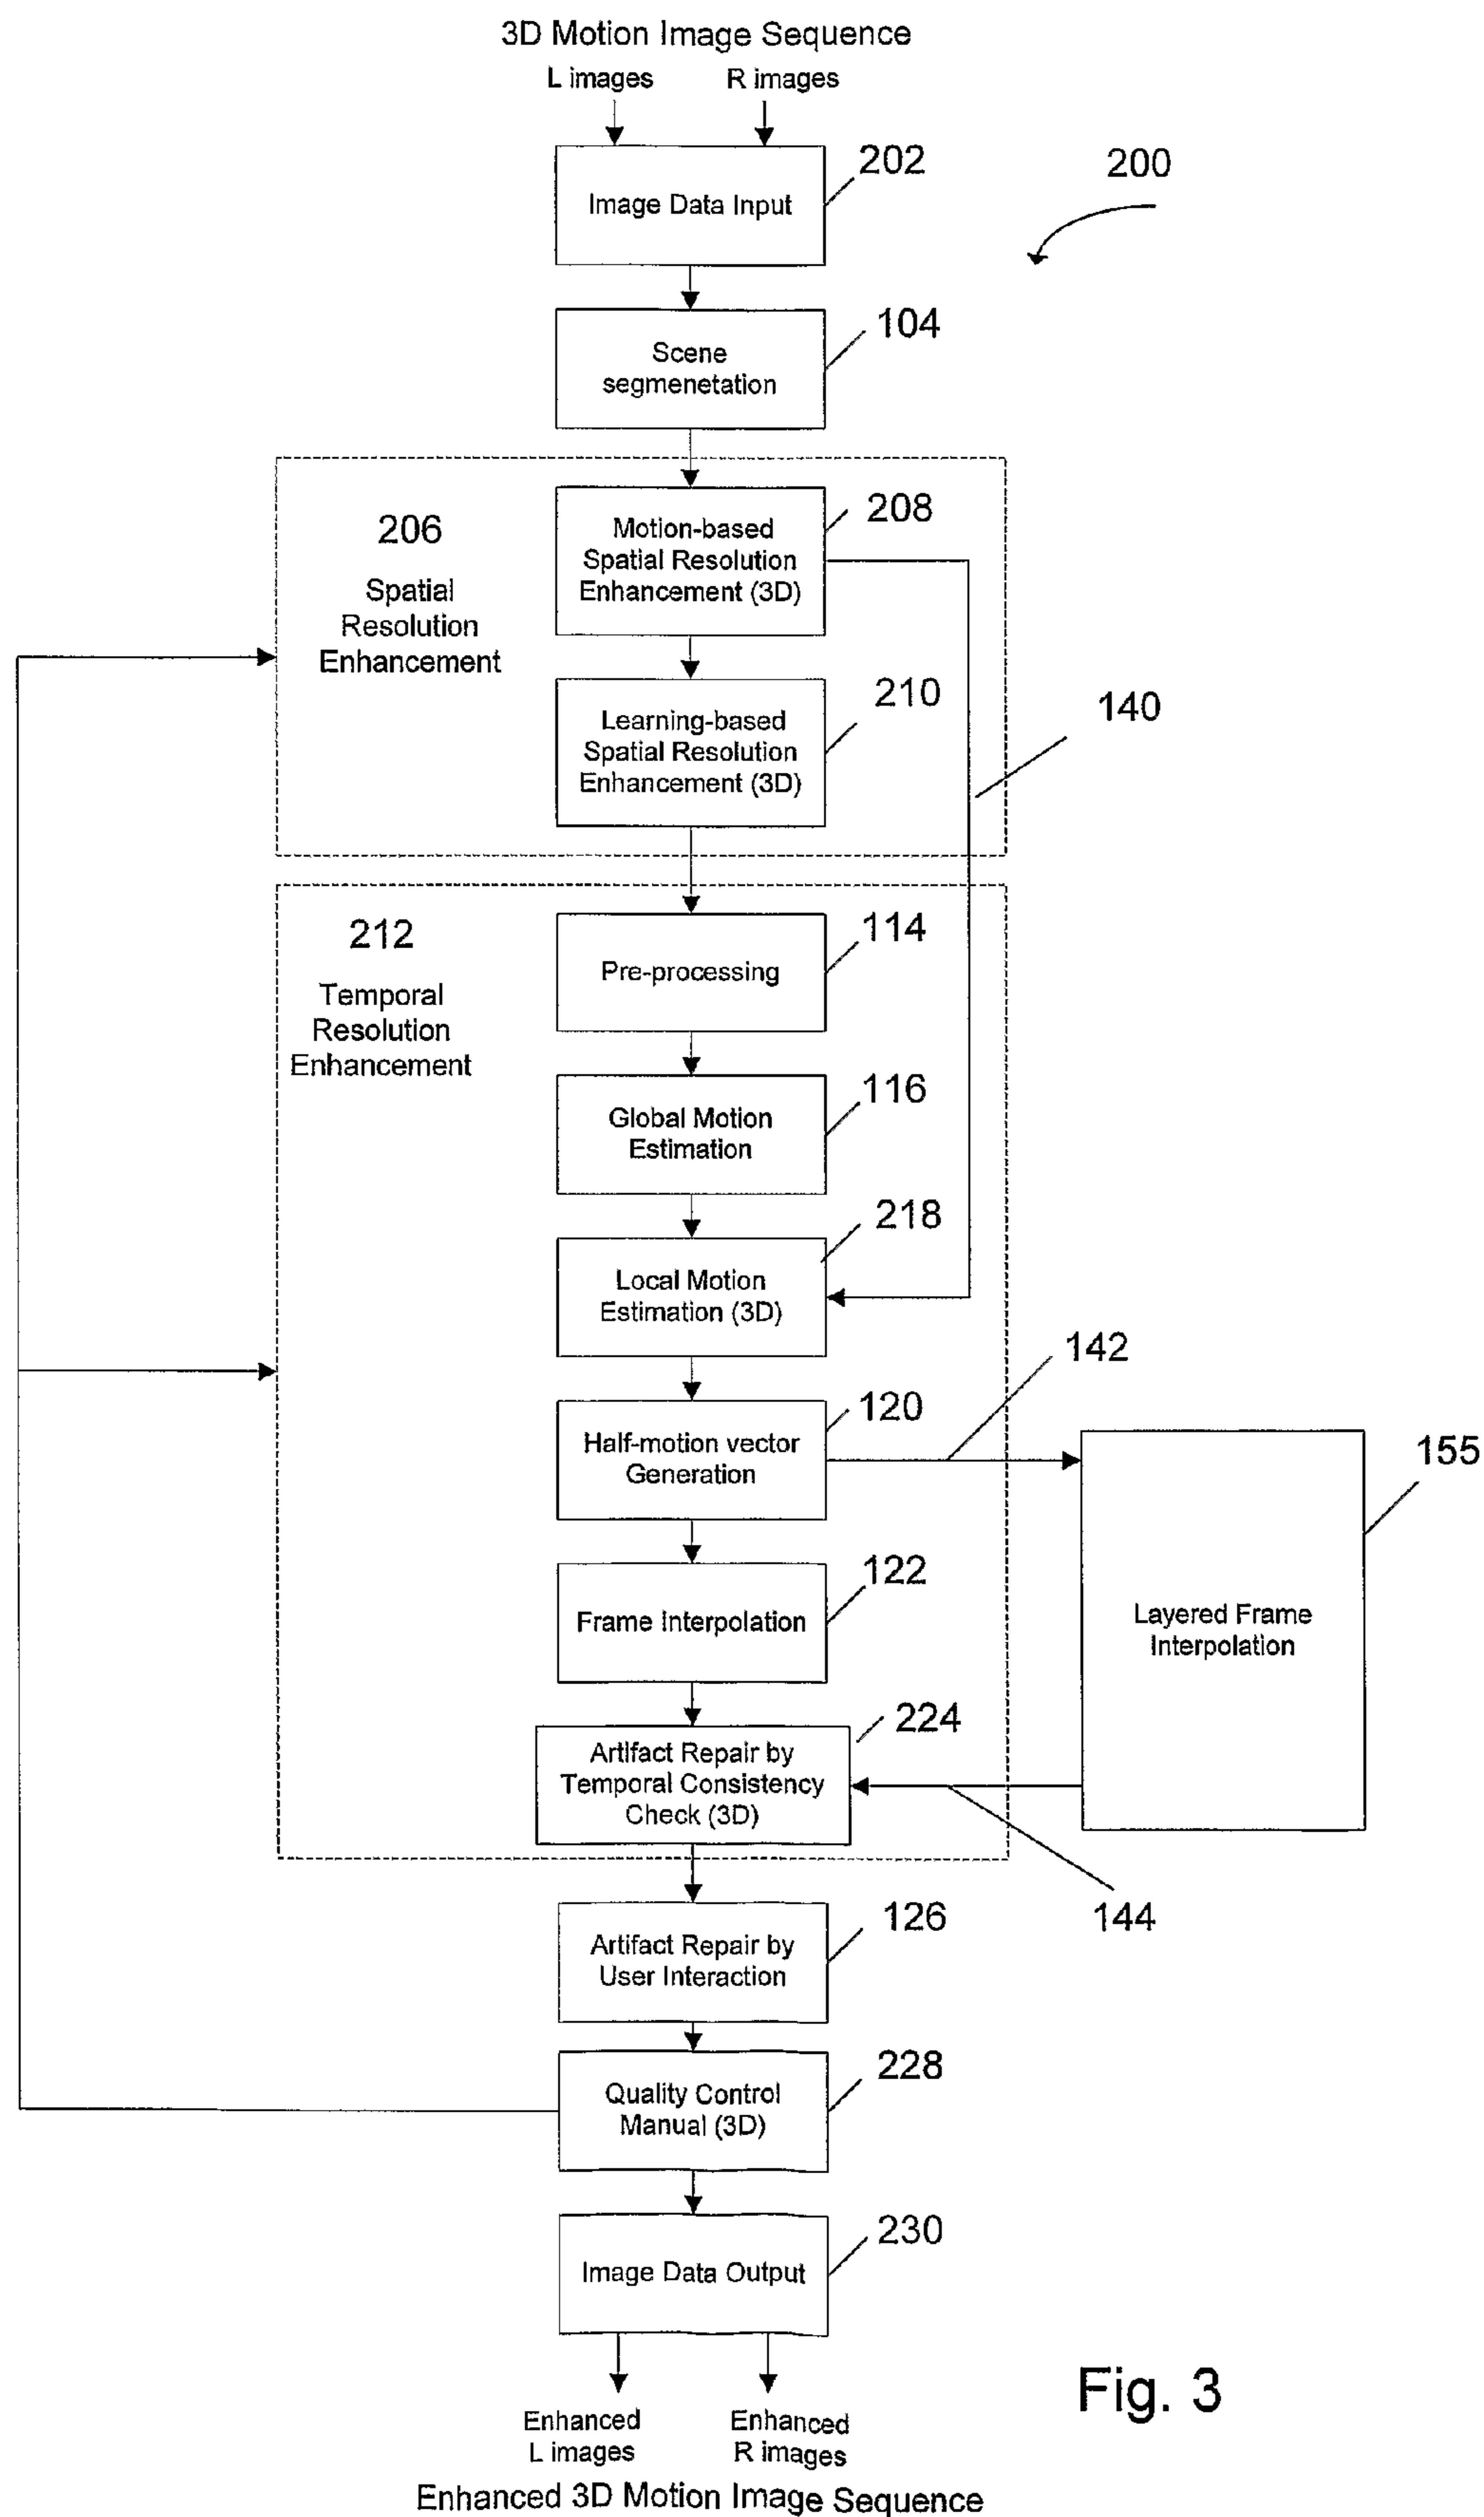 3D Motion Image Sequence
L images
R images
202
200
Image Data Input
104
Scene
segmenetation
208
206
Motion-based
Spatial Resolution
Enhancement (3D)
Spatial
Resolution
Enhancement
210
140
Learning-based
Spatial Resolution
Enhancement (3D)
212
114
Pre-processing
Temporal
Resolution
Enhancement
116
Global Motion
Estimation
218
Local Motion
Estimation (3D)
142
120
Half-motion vector
Generation
155
122
Frame Interpolation
Layered Frame
Interpolation
224
Artifact Repair by
Temporal Consistency
Check (3D)
126
144
Artifact Repair by
User Interaction
228
Quality Control
Manual (3D)
230
Image Data Output
Fig. 3
Enhanced
L images
Enhanced
R images
Enhanced 3D Motion Image Sequence